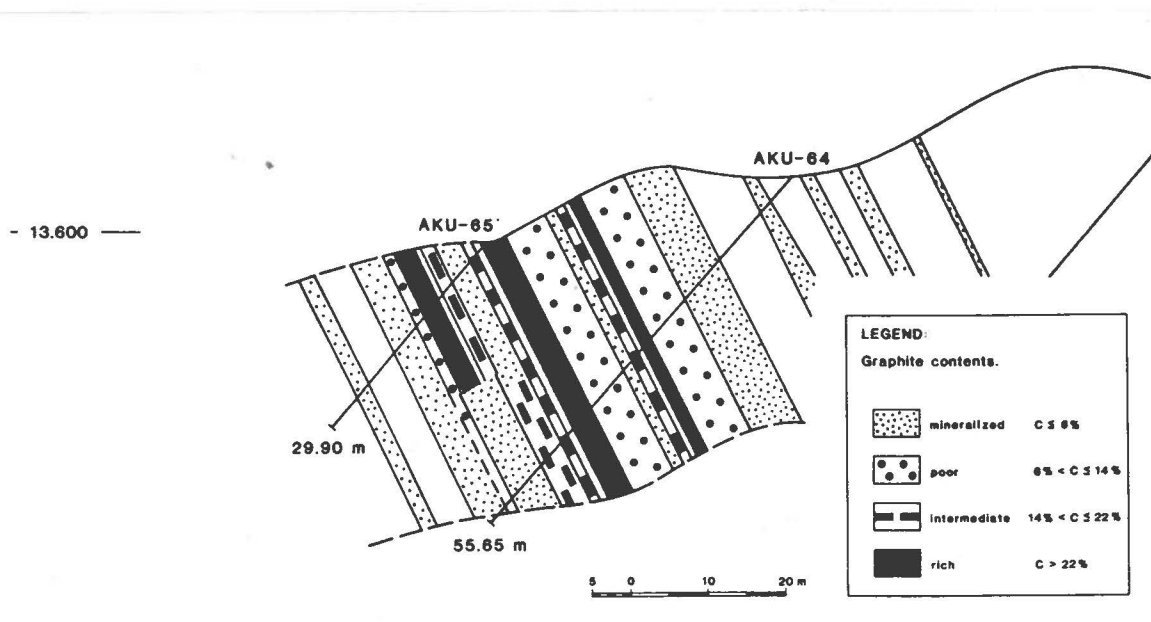 AKU-64
AKU-65
- 13.600 —
LEGEND:
Graphite contents.
mineralized C ≤ 6%
poor 6% < C ≤ 14%
intermediate 14% < C ≤ 22%
rich C > 22%
29.90 m
55.65 m
5 0 10 20 m